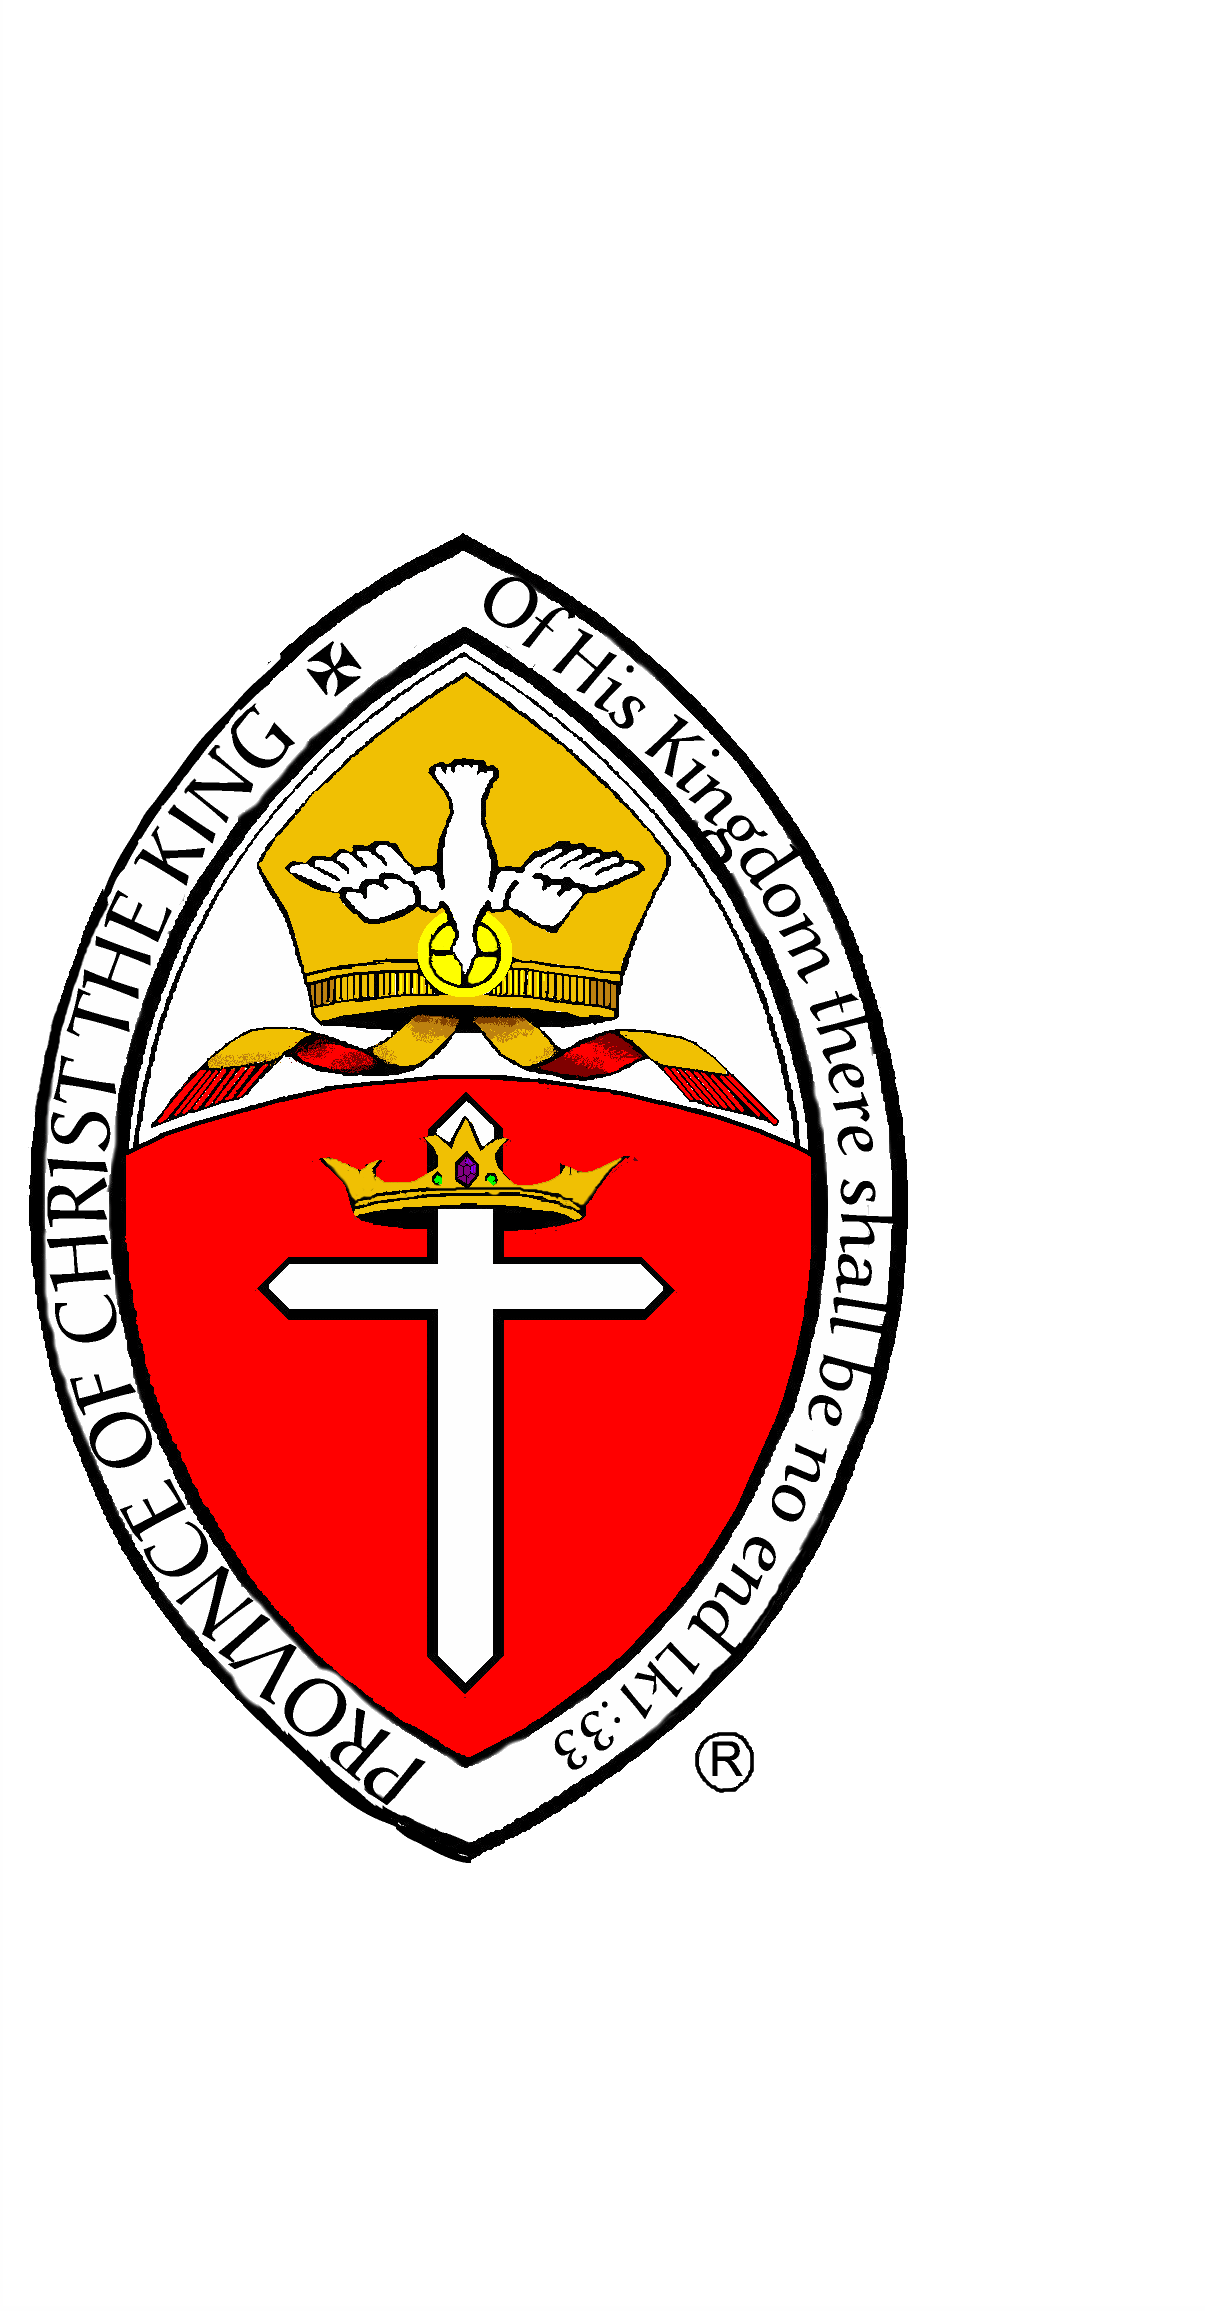 PROVINCE OF CHRIST THE KING ✠
Of His Kingdom there shall be no end Lk1:33
®